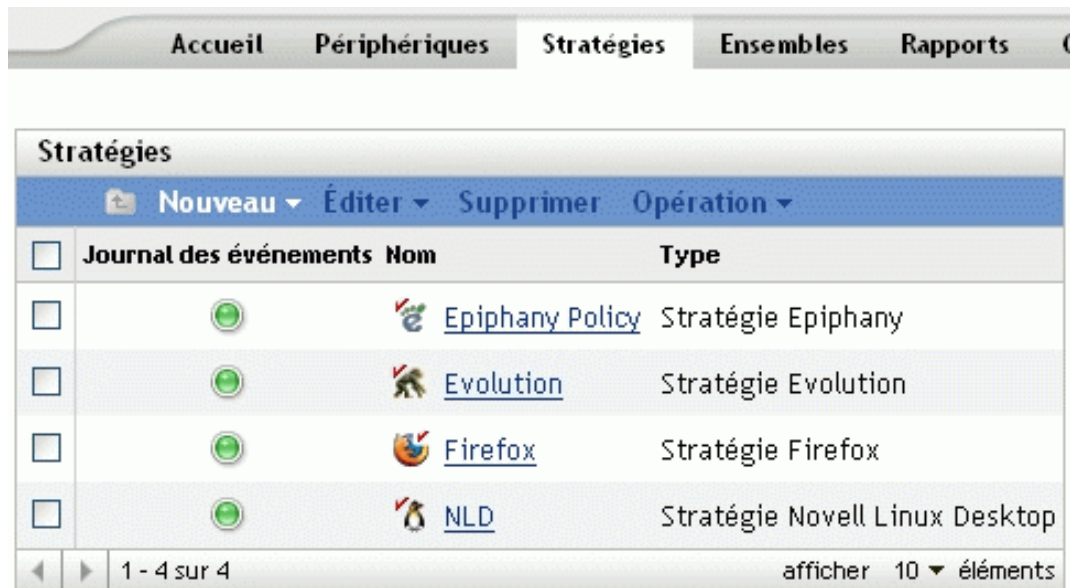 Accueil Périphériques Stratégies Ensembles Rapports
Stratégies
Nouveau Éditer Supprimer Opération
Journal des événements Nom Type
Epiphany Policy Stratégie Epiphany
Evolution Stratégie Evolution
Firefox Stratégie Firefox
NLD Stratégie Novell Linux Desktop
1 - 4 sur 4 afficher 10 éléments